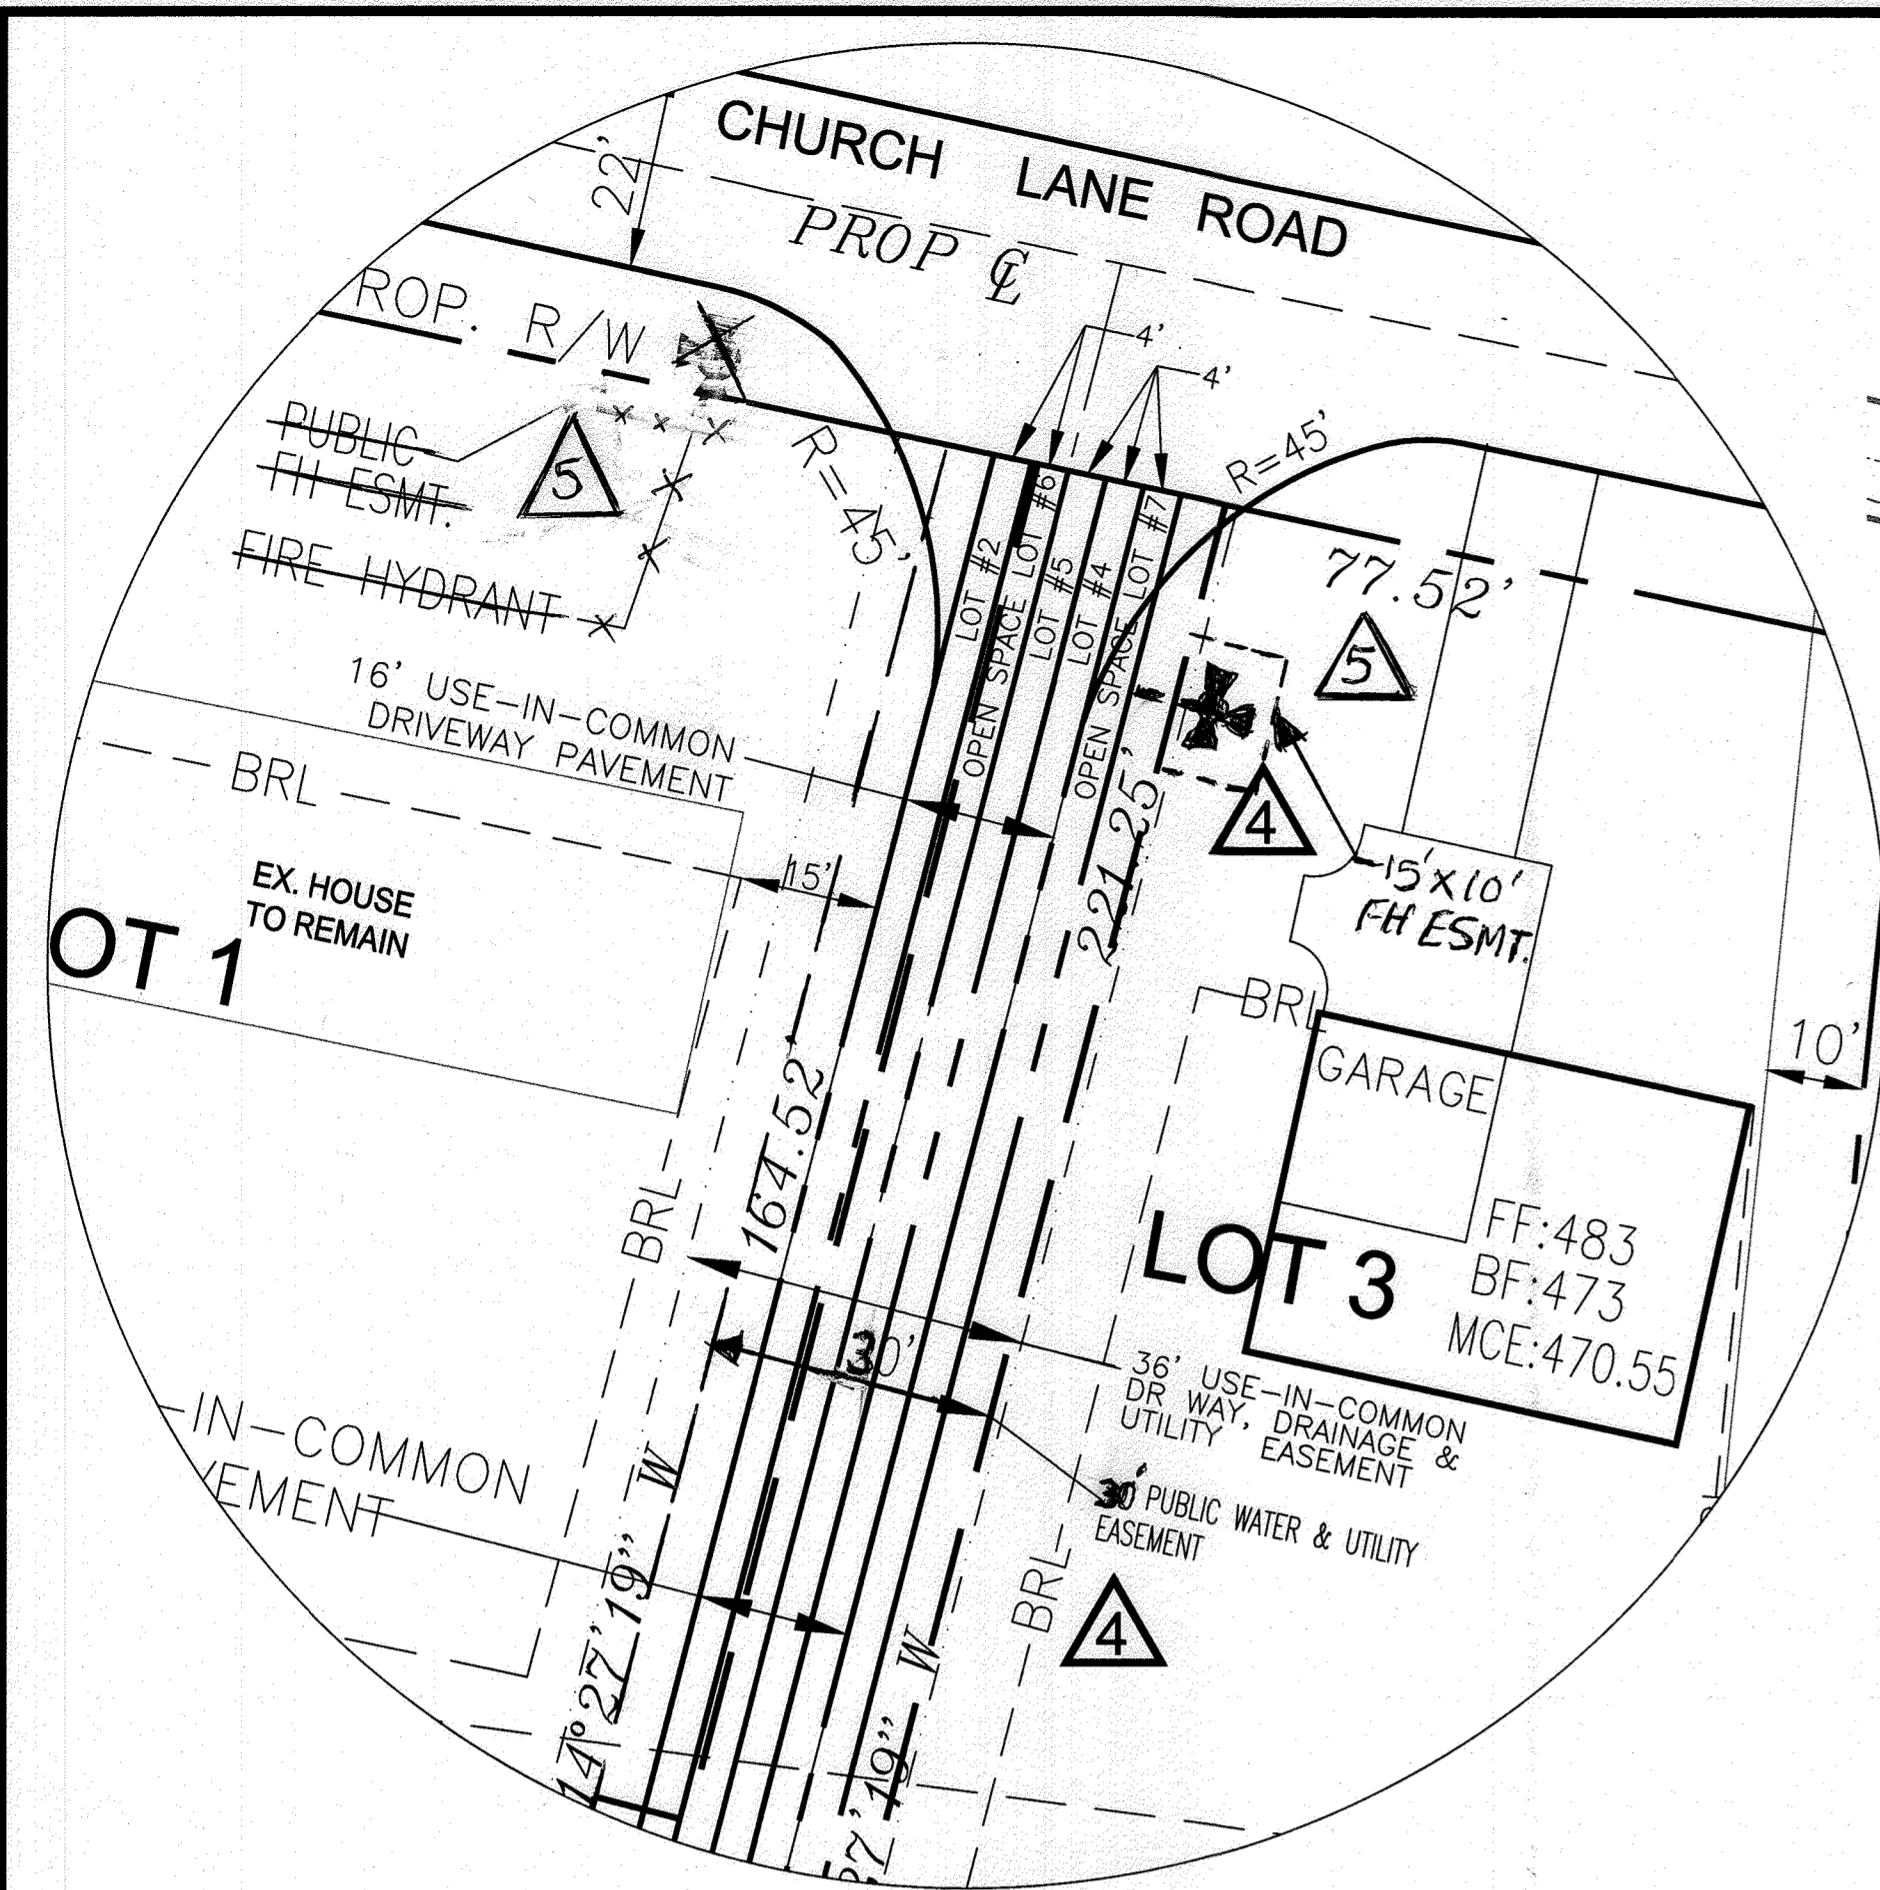 CHURCH LANE ROAD
22'
PROP ℄
ROP. R/W
4'
4'
PUBLIC
FH ESMT.
5
FIRE HYDRANT
R=45'
R=45'
LOT #2
OPEN SPACE LOT #6
LOT #5
LOT #4
OPEN SPACE LOT #7
77.52'
5
16' USE-IN-COMMON
DRIVEWAY PAVEMENT
BRL
4
15'X10'
FH ESMT.
15'
221.25'
EX. HOUSE
TO REMAIN
OT 1
BRL
GARAGE
10'
164.52'
BRL
LOT 3
FF:483
BF:473
MCE:470.55
30'
36' USE-IN-COMMON
DR WAY, DRAINAGE &
UTILITY EASEMENT
30' PUBLIC WATER & UTILITY
EASEMENT
-IN-COMMON
VEMENT
BRL
4
14°27'19" W
27'19" W